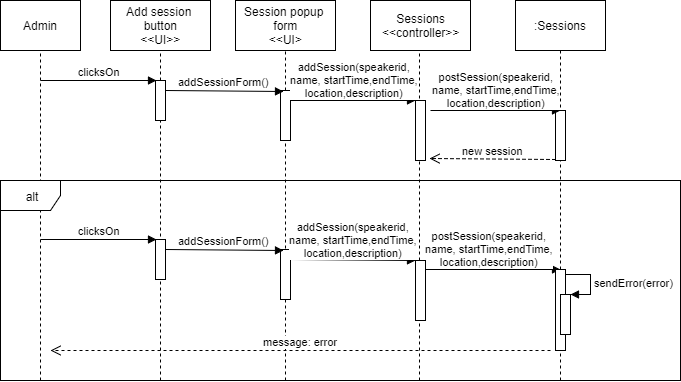 Admin
Add session
button
<<UI>>
Session popup
form
<<UI>
Sessions
<<controller>>
:Sessions
clicksOn
addSessionForm()
addSession(speakerid,
name, startTime,endTime,
location,description)
postSession(speakerid,
name, startTime,endTime,
location,description)
new session
alt
clicksOn
addSessionForm()
addSession(speakerid,
name, startTime,endTime,
location,description)
postSession(speakerid,
name, startTime,endTime,
location,description)
sendError(error)
message: error